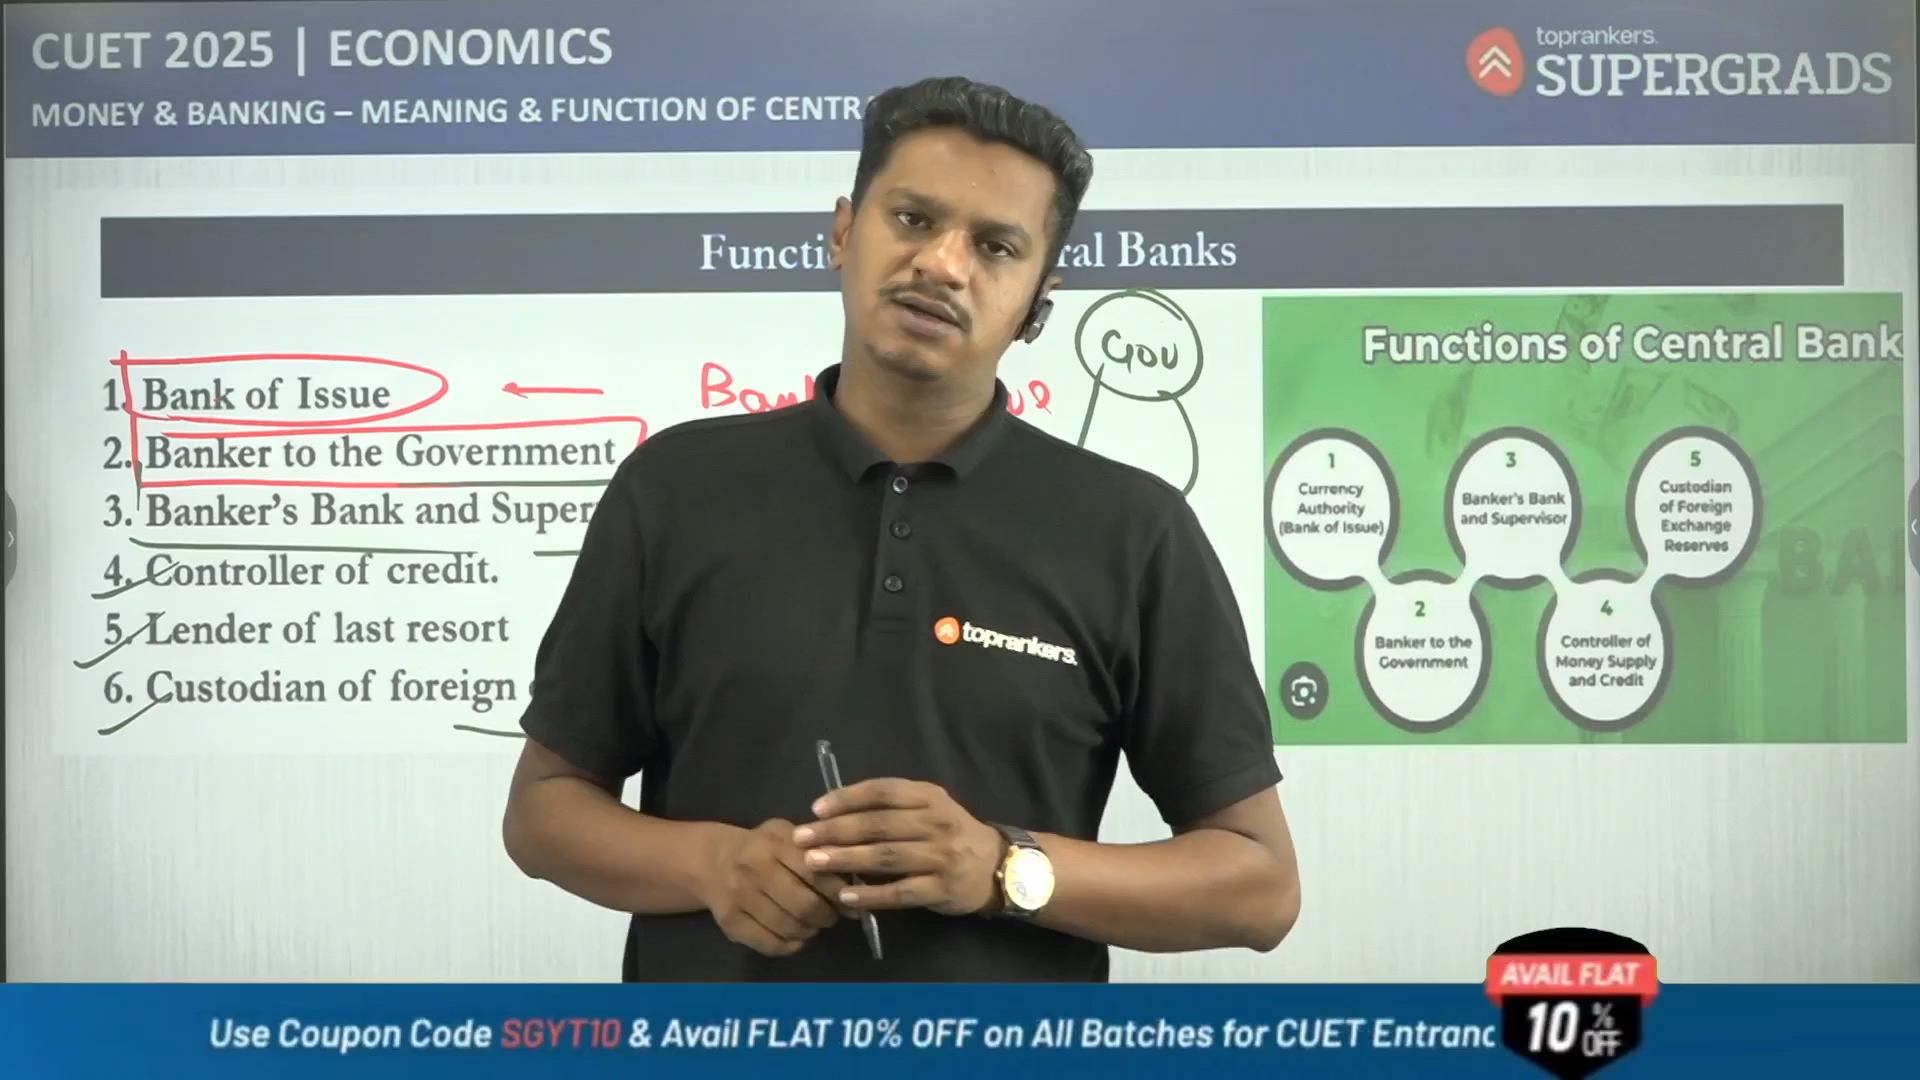 CUET 2025 | ECONOMICS
MONEY & BANKING – MEANING & FUNCTION OF
toprankers.
SUPERGRADS
Banks
1. Bank of Issue
2. Banker to the Government
3. Banker's Bank and
4. Controller of credit.
5. Lender of last resort
6. Custodian of foreign
GOV
Functions of Central Bank
1
Currency
Authority
(Bank of Issue)
3
Banker's Bank
and Supervisor
5
Custodian
of Foreign
Exchange
Reserves
2
Banker to the
Government
4
Controller of
Money Supply
and Credit
toprankers.
Use Coupon Code SGYT10 & Avail FLAT 10% OFF on All Batches for CUET
AVAIL FLAT
10 % OFF